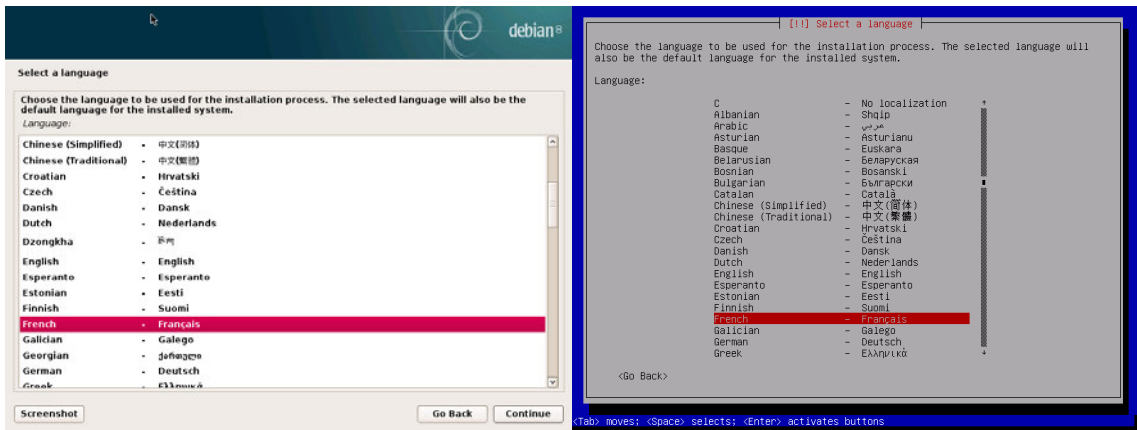 debian 8
Select a language
Choose the language to be used for the installation process. The selected language will also be the
default language for the installed system.
Language:
Chinese (Simplified) - 中文(简体)
Chinese (Traditional) - 中文(繁體)
Croatian - Hrvatski
Czech - Čeština
Danish - Dansk
Dutch - Nederlands
Dzongkha - རྫོང་ཁ།
English - English
Esperanto - Esperanto
Estonian - Eesti
Finnish - Suomi
French - Français
Galician - Galego
Georgian - ქართული
German - Deutsch
Greek - Ελληνικά
Screenshot
Go Back
Continue
[!!] Select a language
Choose the language to be used for the installation process. The selected language will
also be the default language for the installed system.
Language:
C - No localization
Albanian - Shqip
Arabic - عربي
Asturian - Asturianu
Basque - Euskara
Belarusian - Беларуская
Bosnian - Bosanski
Bulgarian - Български
Catalan - Català
Chinese (Simplified) - 中文(简体)
Chinese (Traditional) - 中文(繁體)
Croatian - Hrvatski
Czech - Čeština
Danish - Dansk
Dutch - Nederlands
English - English
Esperanto - Esperanto
Estonian - Eesti
Finnish - Suomi
French - Français
Galician - Galego
German - Deutsch
Greek - Ελληνικά
<Go Back>
<Tab> moves; <Space> selects; <Enter> activates buttons